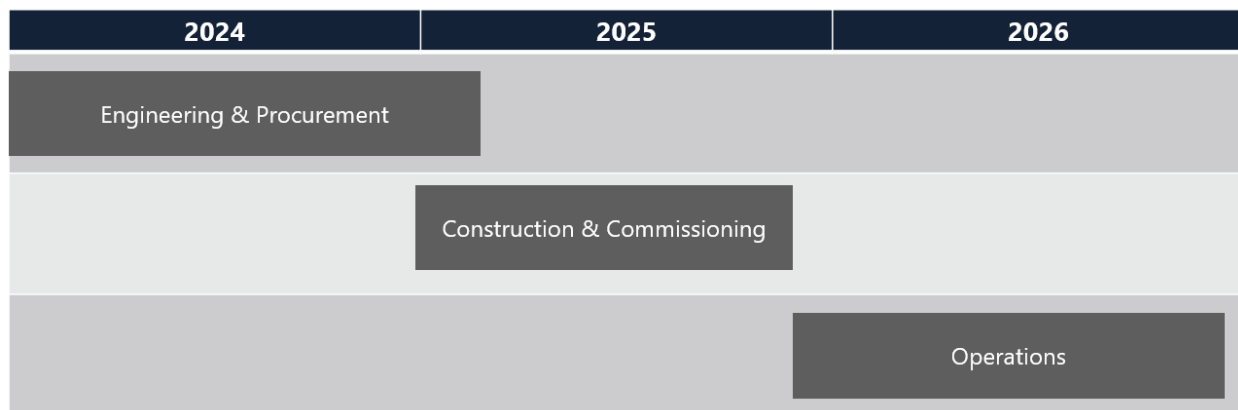 2024 2025 2026
Engineering & Procurement
Construction & Commissioning
Operations